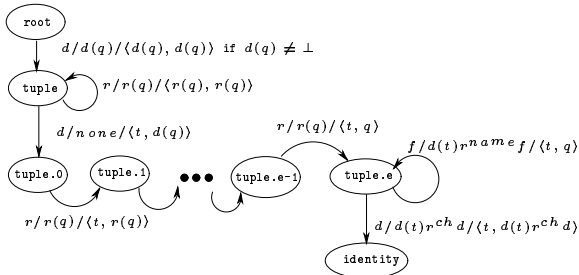 root
d/d(q)/⟨d(q), d(q)⟩ if d(q) ≠ ⊥
tuple
r/r(q)/⟨r(q), r(q)⟩
d/none/⟨t, d(q)⟩
r/r(q)/⟨t, q⟩
f/d(t)r^name f/⟨t, q⟩
tuple.0
tuple.1
●●●
tuple.e-1
tuple.e
r/r(q)/⟨t, r(q)⟩
d/d(t)r^ch d/⟨t, d(t)r^ch d⟩
identity